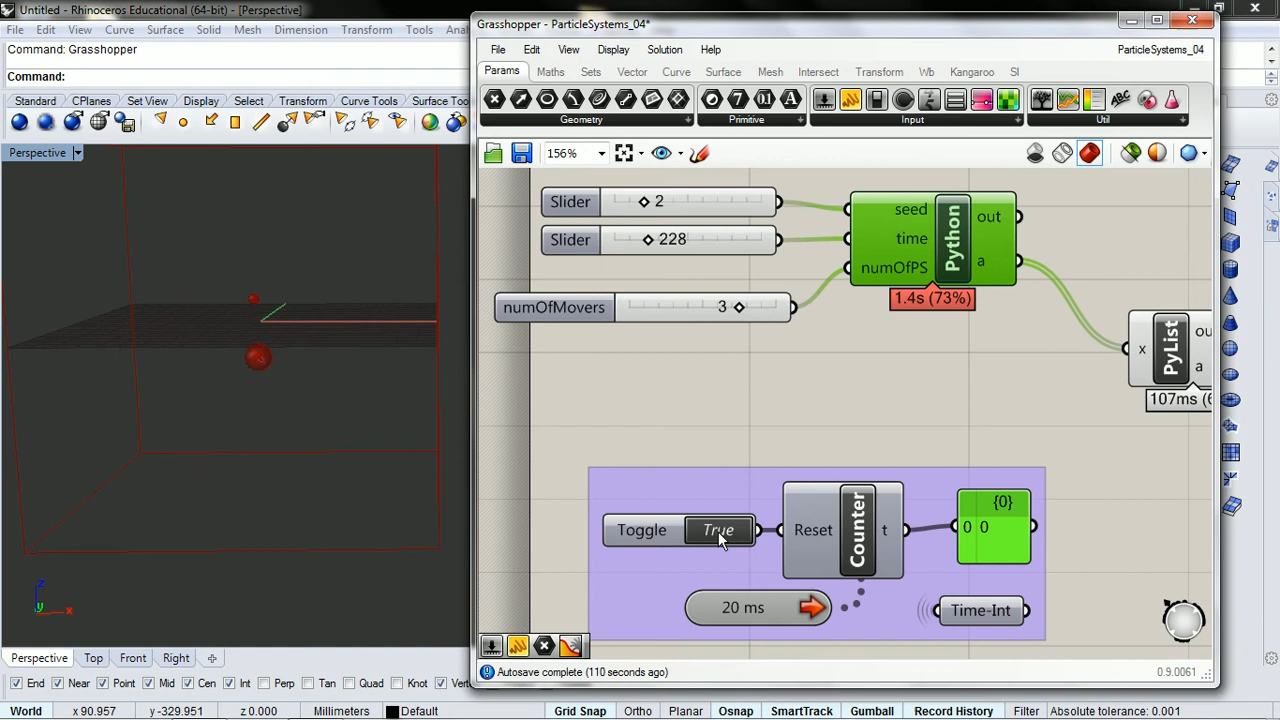 Untitled - Rhinoceros Educational (64-bit) - [Perspective]
File Edit View Curve Surface Solid Mesh Dimension Transform Tools
Command: Grasshopper
Command:
Standard CPlanes Set View Display Select Transform Curve Tools Surface Too
Perspective
z
y
x
Perspective Top Front Right
End Near Point Mid Cen Int Perp Tan Quad Knot
World x 90.957 y -329.951 z 0.000 Millimeters Default Grid Snap Ortho Planar Osnap SmartTrack Gumball Record History Filter Absolute tolerance: 0.001
Grasshopper - ParticleSystems_04*
File Edit View Display Solution Help ParticleSystems_04
Params Maths Sets Vector Curve Surface Mesh Intersect Transform Wb Kangaroo SI
Geometry Primitive Input Util
156%
Slider 2
Slider 228
numOfMovers 3
seed
time
numOfPS
Python
out
a
1.4s (73%)
x
PyList
a
107ms
Toggle True
Reset Counter t
{0}
0 0
20 ms
Time-Int
Autosave complete (110 seconds ago) 0.9.0061